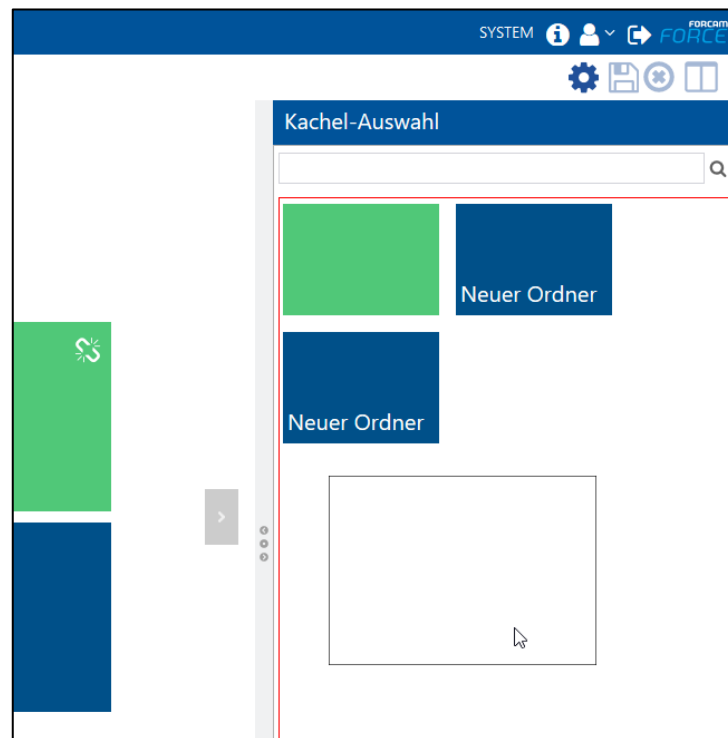 SYSTEM
FORCAM
FORCE
Kachel-Auswahl
Neuer Ordner
Neuer Ordner